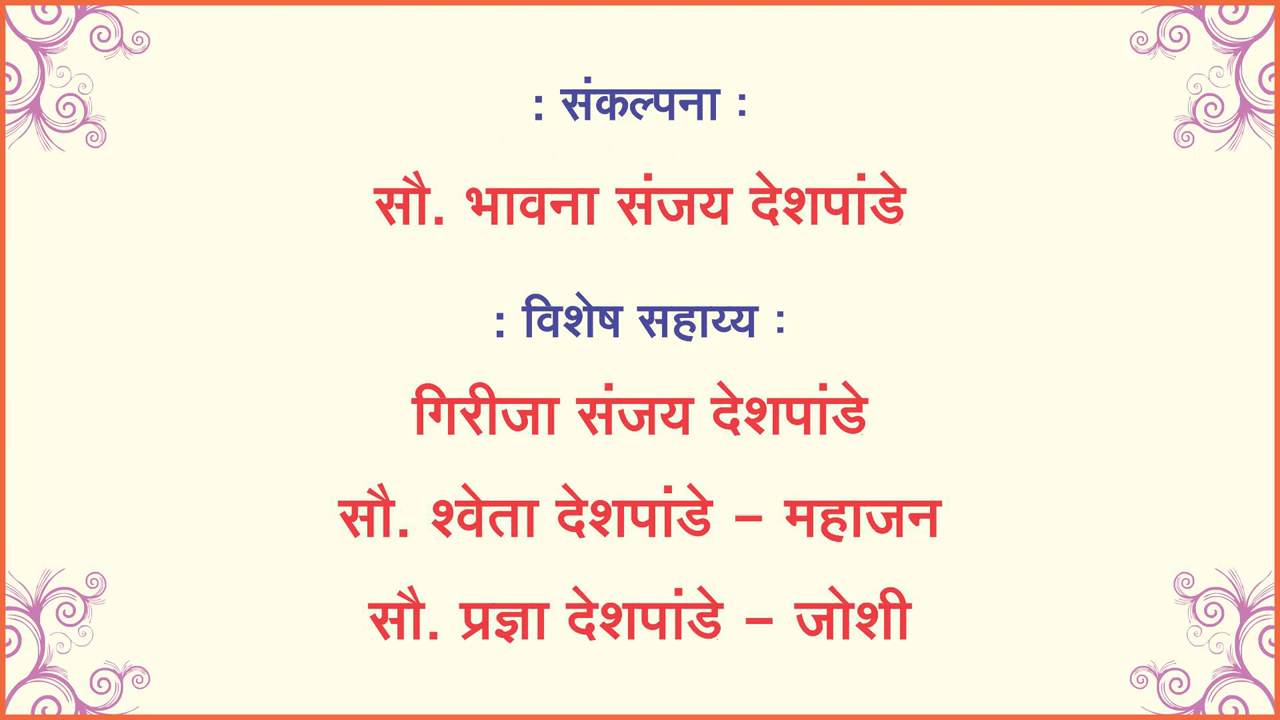 : संकल्पना :
सौ. भावना संजय देशपांडे
: विशेष सहाय्य :
गिरीजा संजय देशपांडे
सौ. श्वेता देशपांडे – महाजन
सौ. प्रज्ञा देशपांडे – जोशी